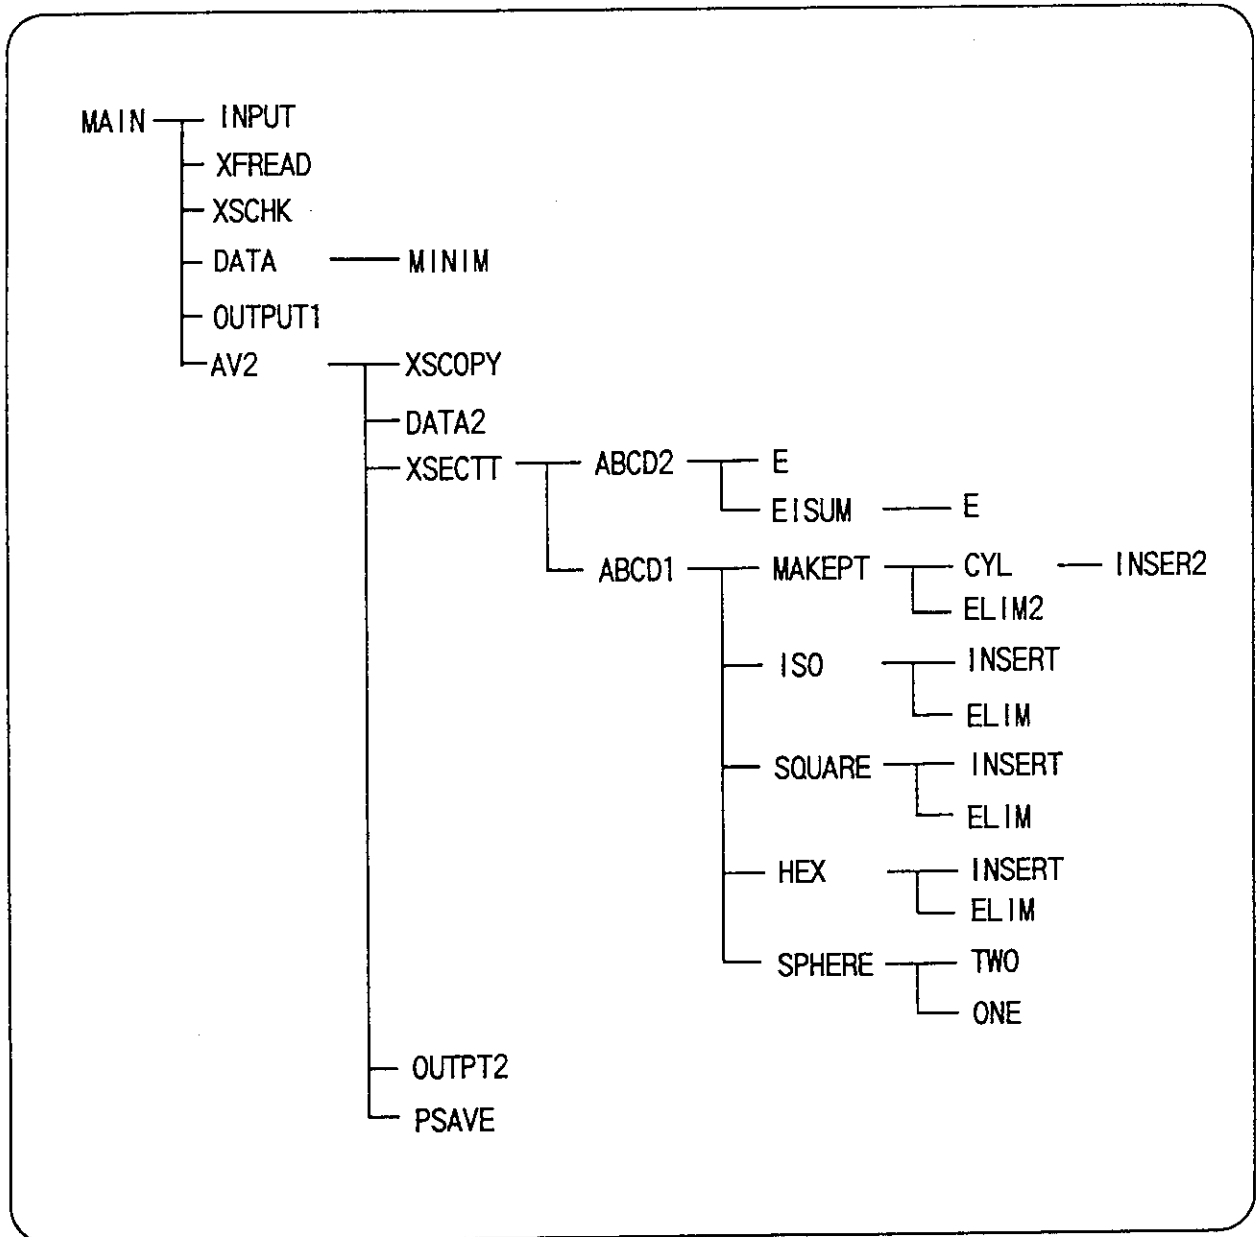 MAIN INPUT
XFREAD
XSCHK
DATA MINIM
OUTPUT1
AV2 XSCOPY
DATA2
XSECTT ABCD2 E
EISUM E
ABCD1 MAKEPT CYL INSER2
ELIM2
ISO INSERT
ELIM
SQUARE INSERT
ELIM
HEX INSERT
ELIM
SPHERE TWO
ONE
OUTPT2
PSAVE